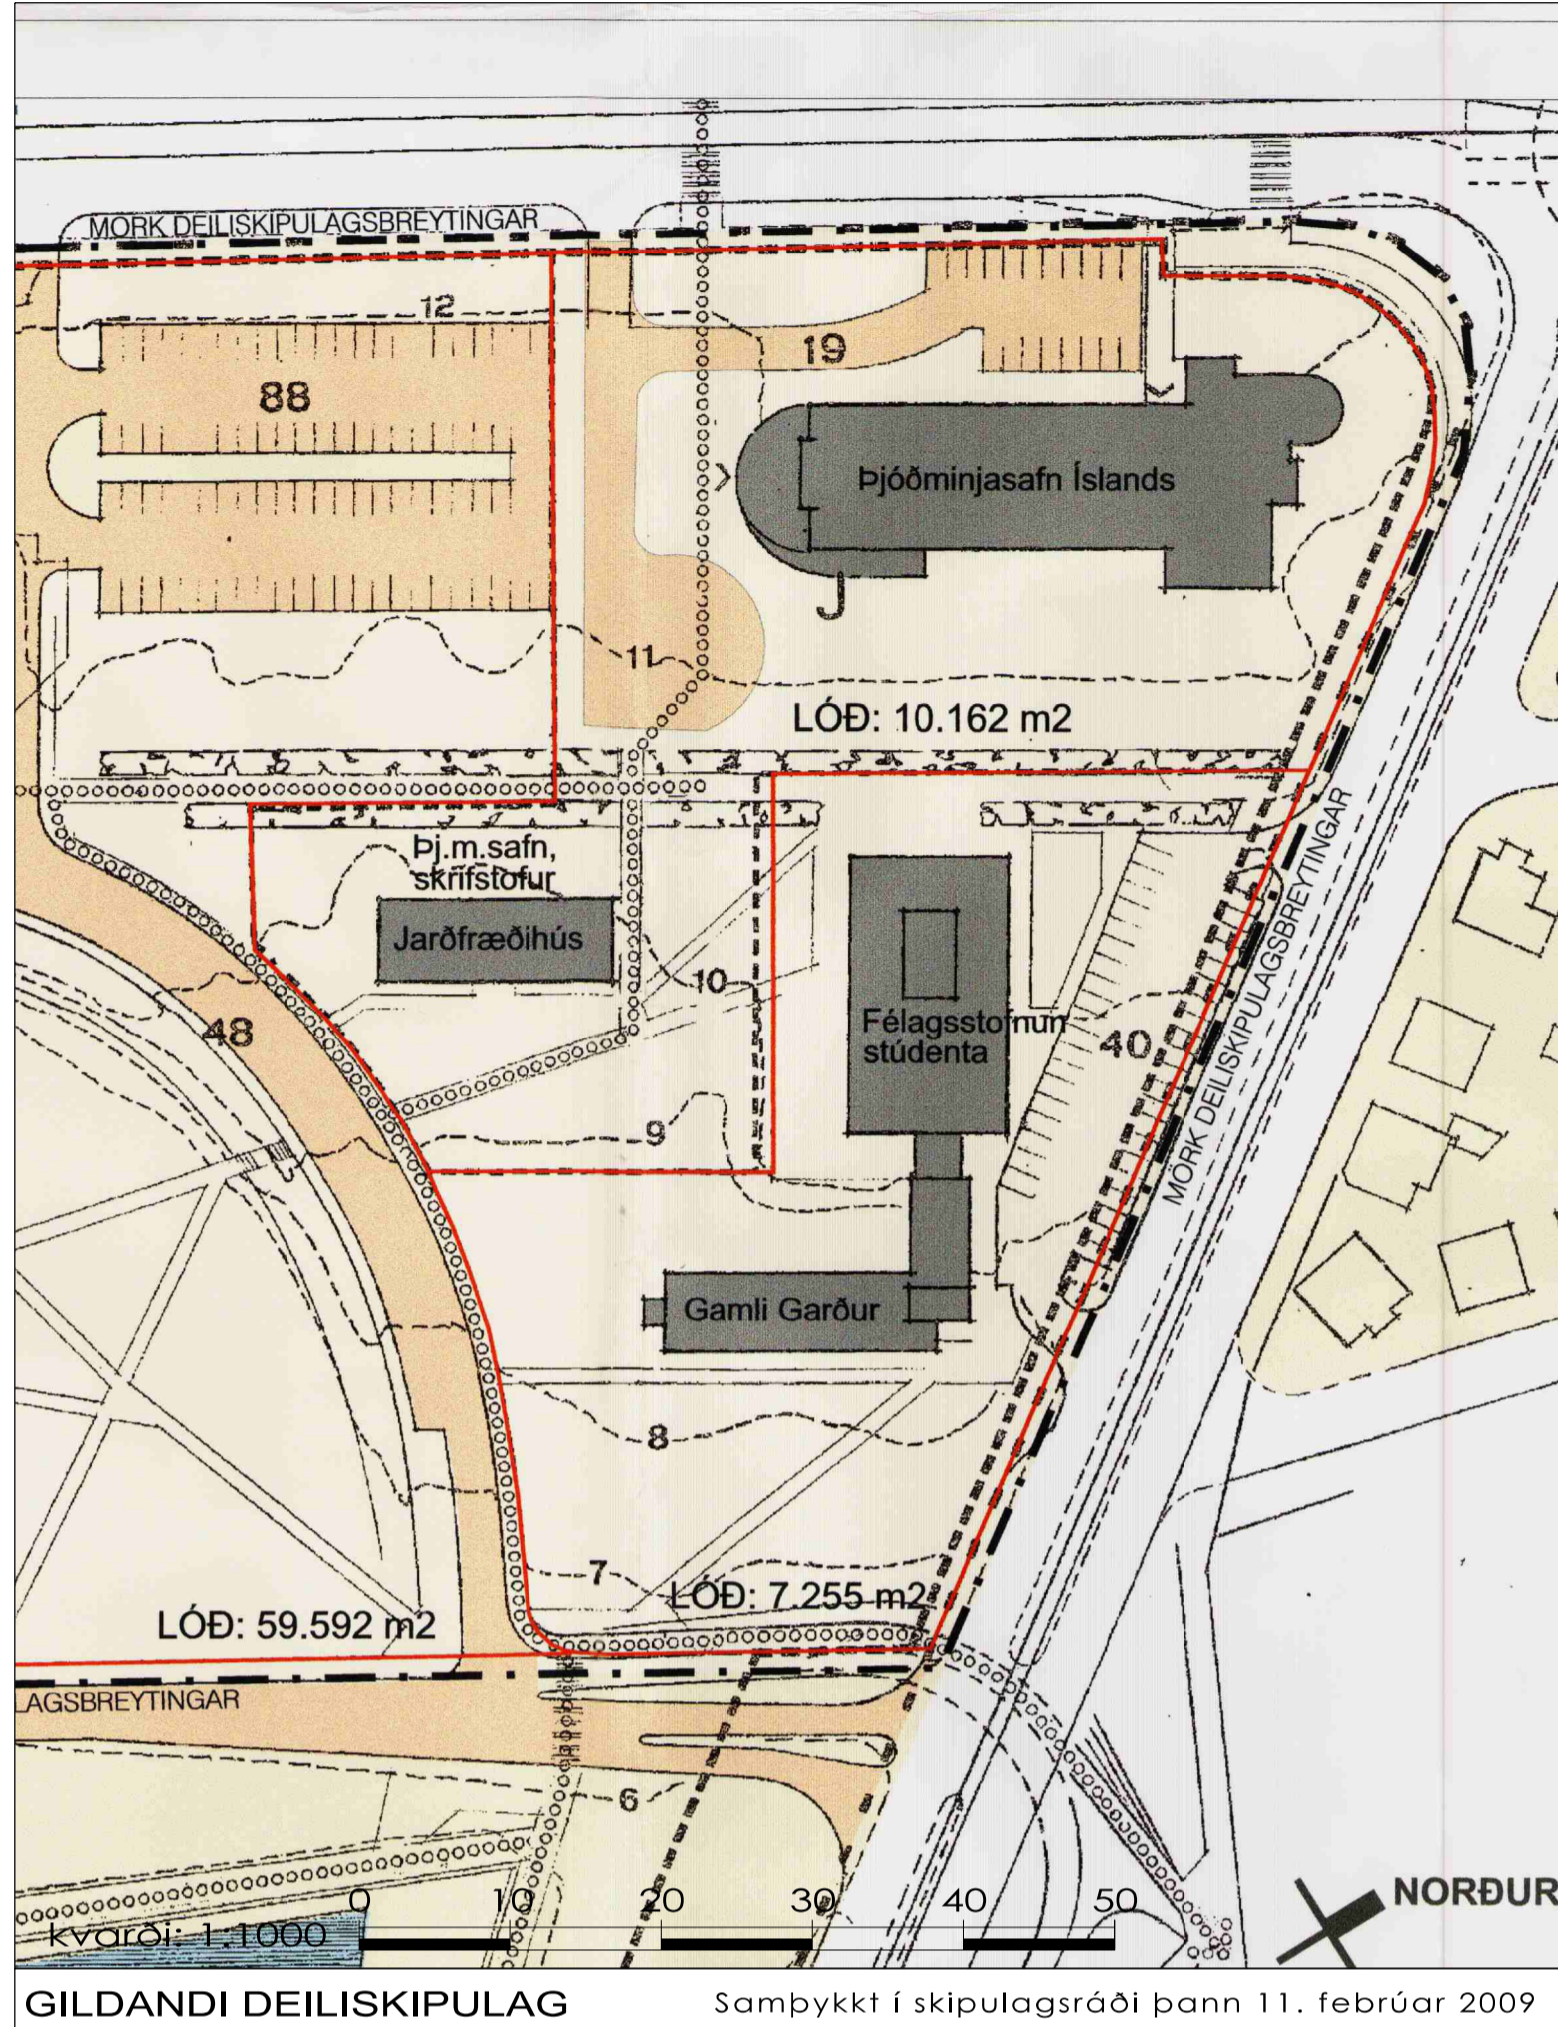 MÖRK DEILISKIPULAGSBREYTINGAR
12
19
88
Þjóðminjasafn Íslands
J
11
LÓÐ: 10.162 m2
MÖRK DEILISKIPULAGSBREYTINGAR
Þj.m.safn,
skrifstofur
Jarðfræðihús
10
48
Félagsstofnun
stúdenta
40
9
Gamli Garður
8
7
LÓÐ: 7.255 m2
LÓÐ: 59.592 m2
LAGSBREYTINGAR
6
0 10 20 30 40 50
kvarði: 1:1000
NORÐUR
GILDANDI DEILISKIPULAG
Samþykkt í skipulagsráði þann 11. febrúar 2009